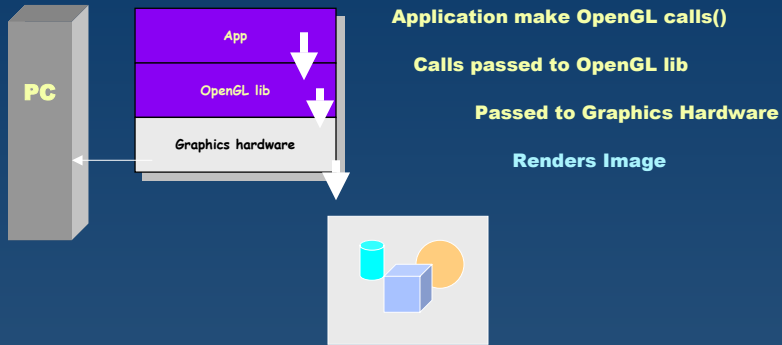 PC
App
OpenGL lib
Graphics hardware
Application make OpenGL calls()
Calls passed to OpenGL lib
Passed to Graphics Hardware
Renders Image